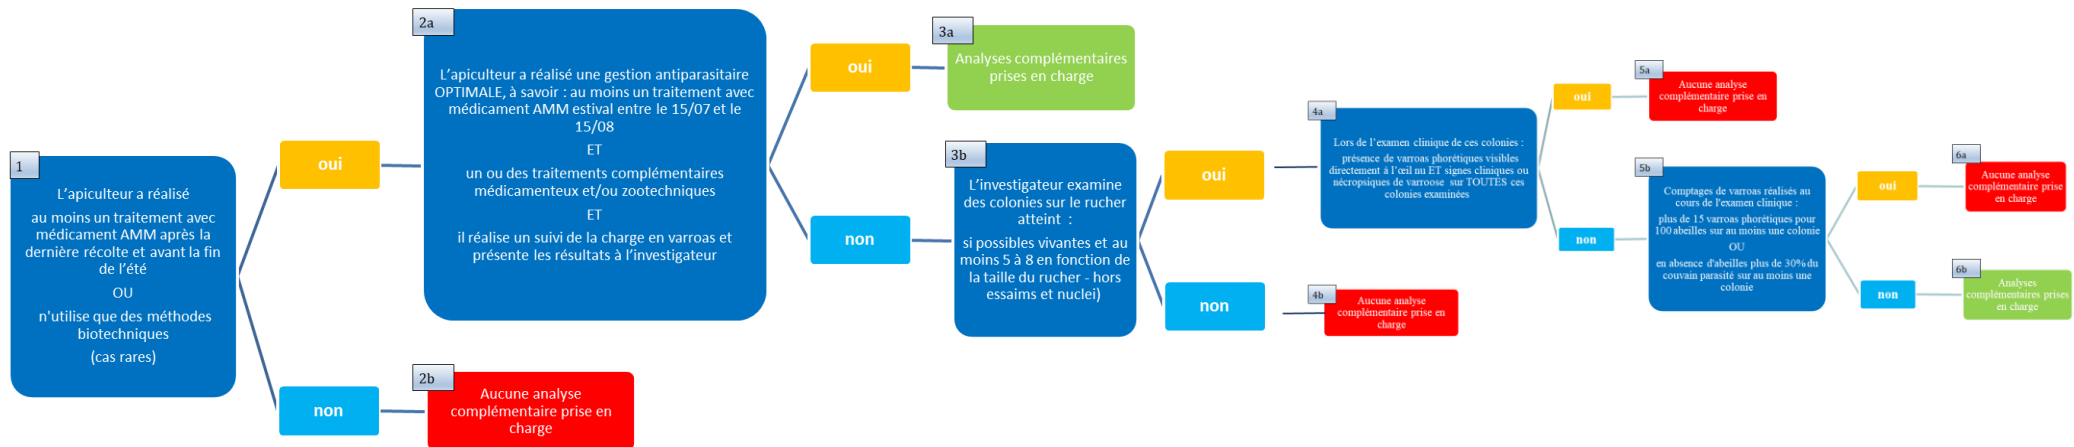 1
L'apiculteur a réalisé
au moins un traitement avec
médicament AMM après la
dernière récolte et avant la fin
de l'été
OU
n'utilise que des méthodes
biotechniques
(cas rares)
oui
non
2a
L'apiculteur a réalisé une gestion antiparasitaire
OPTIMALE, à savoir : au moins un traitement avec
médicament AMM estival entre le 15/07 et le
15/08
ET
un ou des traitements complémentaires
médicamenteux et/ou zootechniques
ET
il réalise un suivi de la charge en varroas et
présente les résultats à l'investigateur
2b
Aucune analyse
complémentaire prise en
charge
oui
non
3a
Analyses complémentaires
prises en charge
3b
L'investigateur examine
des colonies sur le rucher
atteint :
si possibles vivantes et au
moins 5 à 8 en fonction de
la taille du rucher - hors
essaims et nuclei)
oui
non
4a
Lors de l'examen clinique de ces colonies :
présence de varroas phorétiques visibles
directement à l'œil nu ET signes cliniques ou
nécropsiques de varroose sur TOUTES ces
colonies examinées
4b
Aucune analyse
complémentaire prise en
charge
oui
non
5a
Aucune analyse
complémentaire prise en
charge
5b
Comptages de varroas réalisés au
cours de l'examen clinique :
plus de 15 varroas phorétiques pour
100 abeilles sur au moins une colonie
OU
en absence d'abeilles plus de 30% du
couvain parasité sur au moins une
colonie
oui
non
6a
Aucune analyse
complémentaire prise en
charge
6b
Analyses
complémentaires prises
en charge